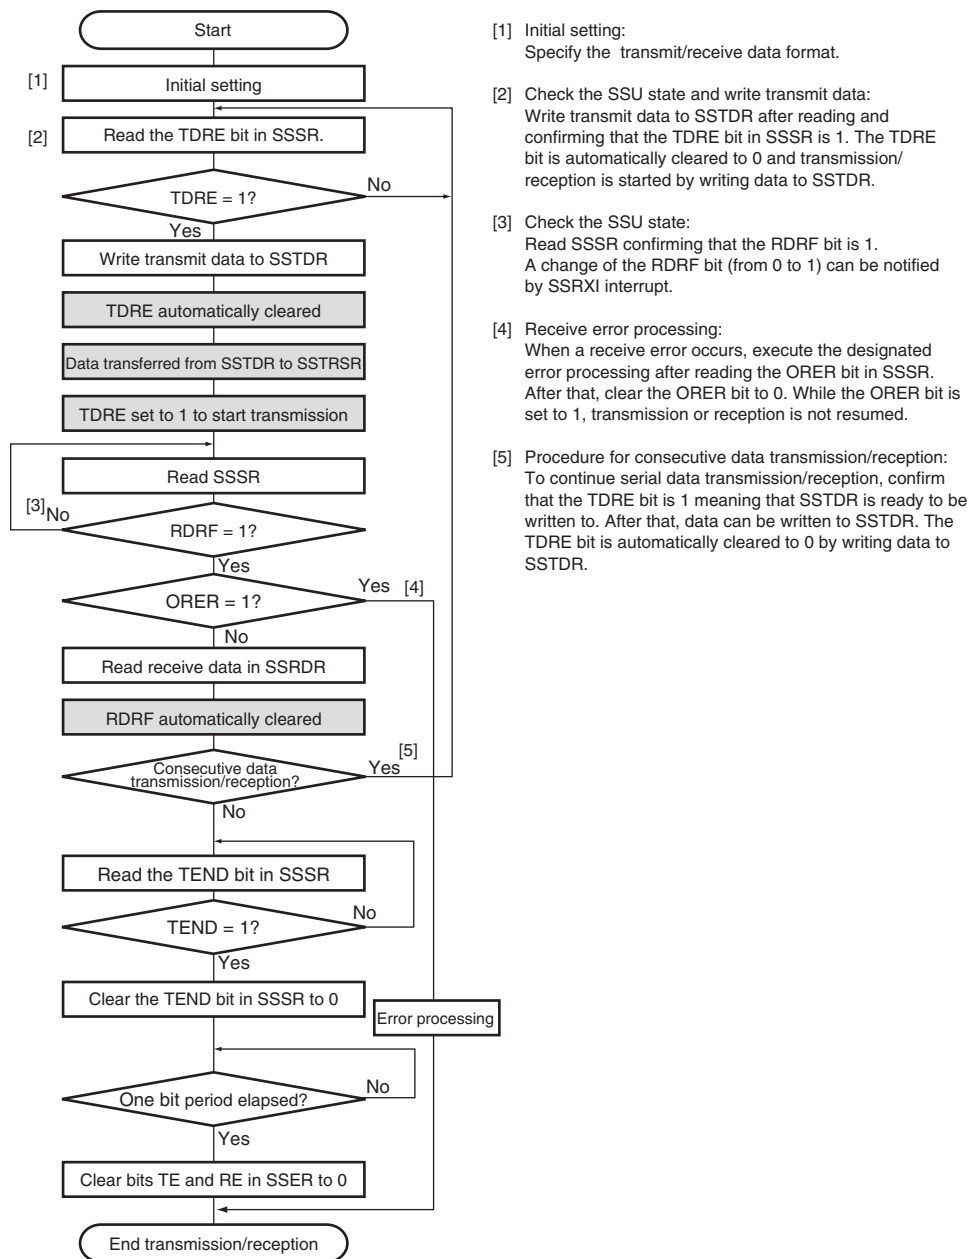 Start
[1] Initial setting
[2] Read the TDRE bit in SSSR.
TDRE = 1?
No
Yes
Write transmit data to SSTDR
TDRE automatically cleared
Data transferred from SSTDR to SSTRSR
TDRE set to 1 to start transmission
Read SSSR
[3]
No
RDRF = 1?
Yes
ORER = 1?
Yes [4]
No
Read receive data in SSRDR
RDRF automatically cleared
[5]
Consecutive data
transmission/reception?
Yes
No
Read the TEND bit in SSSR
TEND = 1?
No
Yes
Clear the TEND bit in SSSR to 0
Error processing
One bit period elapsed?
No
Yes
Clear bits TE and RE in SSER to 0
End transmission/reception
[1] Initial setting:
Specify the transmit/receive data format.
[2] Check the SSU state and write transmit data:
Write transmit data to SSTDR after reading and
confirming that the TDRE bit in SSSR is 1. The TDRE
bit is automatically cleared to 0 and transmission/
reception is started by writing data to SSTDR.
[3] Check the SSU state:
Read SSSR confirming that the RDRF bit is 1.
A change of the RDRF bit (from 0 to 1) can be notified
by SSRXI interrupt.
[4] Receive error processing:
When a receive error occurs, execute the designated
error processing after reading the ORER bit in SSSR.
After that, clear the ORER bit to 0. While the ORER bit is
set to 1, transmission or reception is not resumed.
[5] Procedure for consecutive data transmission/reception:
To continue serial data transmission/reception, confirm
that the TDRE bit is 1 meaning that SSTDR is ready to be
written to. After that, data can be written to SSTDR. The
TDRE bit is automatically cleared to 0 by writing data to
SSTDR.